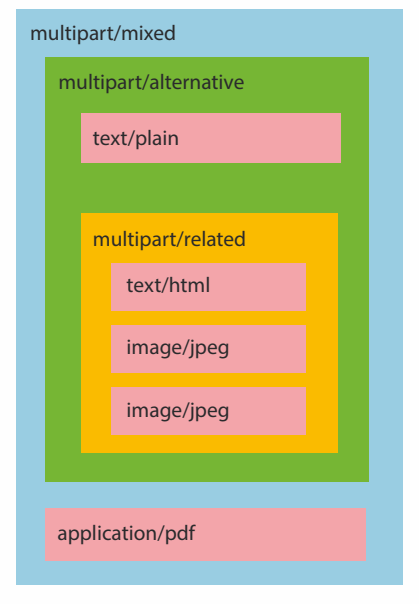 multipart/mixed
multipart/alternative
text/plain
multipart/related
text/html
image/jpeg
image/jpeg
application/pdf